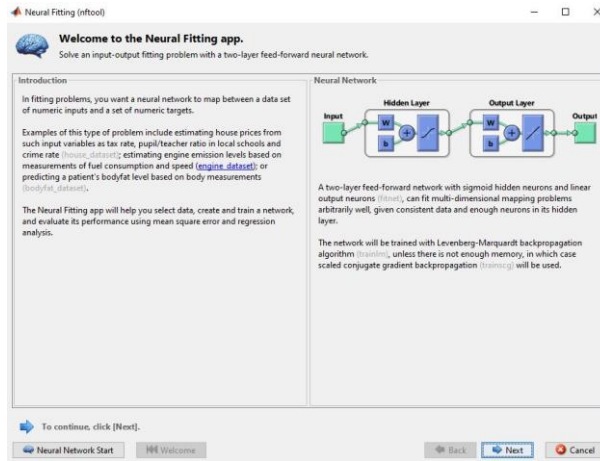 Neural Fitting (nftool)
Welcome to the Neural Fitting app.
Solve an input-output fitting problem with a two-layer feed-forward neural network.
Introduction
In fitting problems, you want a neural network to map between a data set
of numeric inputs and a set of numeric targets.
Examples of this type of problem include estimating house prices from
such input variables as tax rate, pupil/teacher ratio in local schools and
crime rate (house_dataset); estimating engine emission levels based on
measurements of fuel consumption and speed (engine_dataset); or
predicting a patient's bodyfat level based on body measurements
(bodyfat_dataset).
The Neural Fitting app will help you select data, create and train a network,
and evaluate its performance using mean square error and regression
analysis.
Neural Network
Hidden Layer
Output Layer
Input
Output
W
b
W
b
A two-layer feed-forward network with sigmoid hidden neurons and linear
output neurons (fitnet), can fit multi-dimensional mapping problems
arbitrarily well, given consistent data and enough neurons in its hidden
layer.
The network will be trained with Levenberg-Marquardt backpropagation
algorithm (trainlm), unless there is not enough memory, in which case
scaled conjugate gradient backpropagation (trainscg) will be used.
To continue, click [Next].
Neural Network Start
Welcome
Back
Next
Cancel